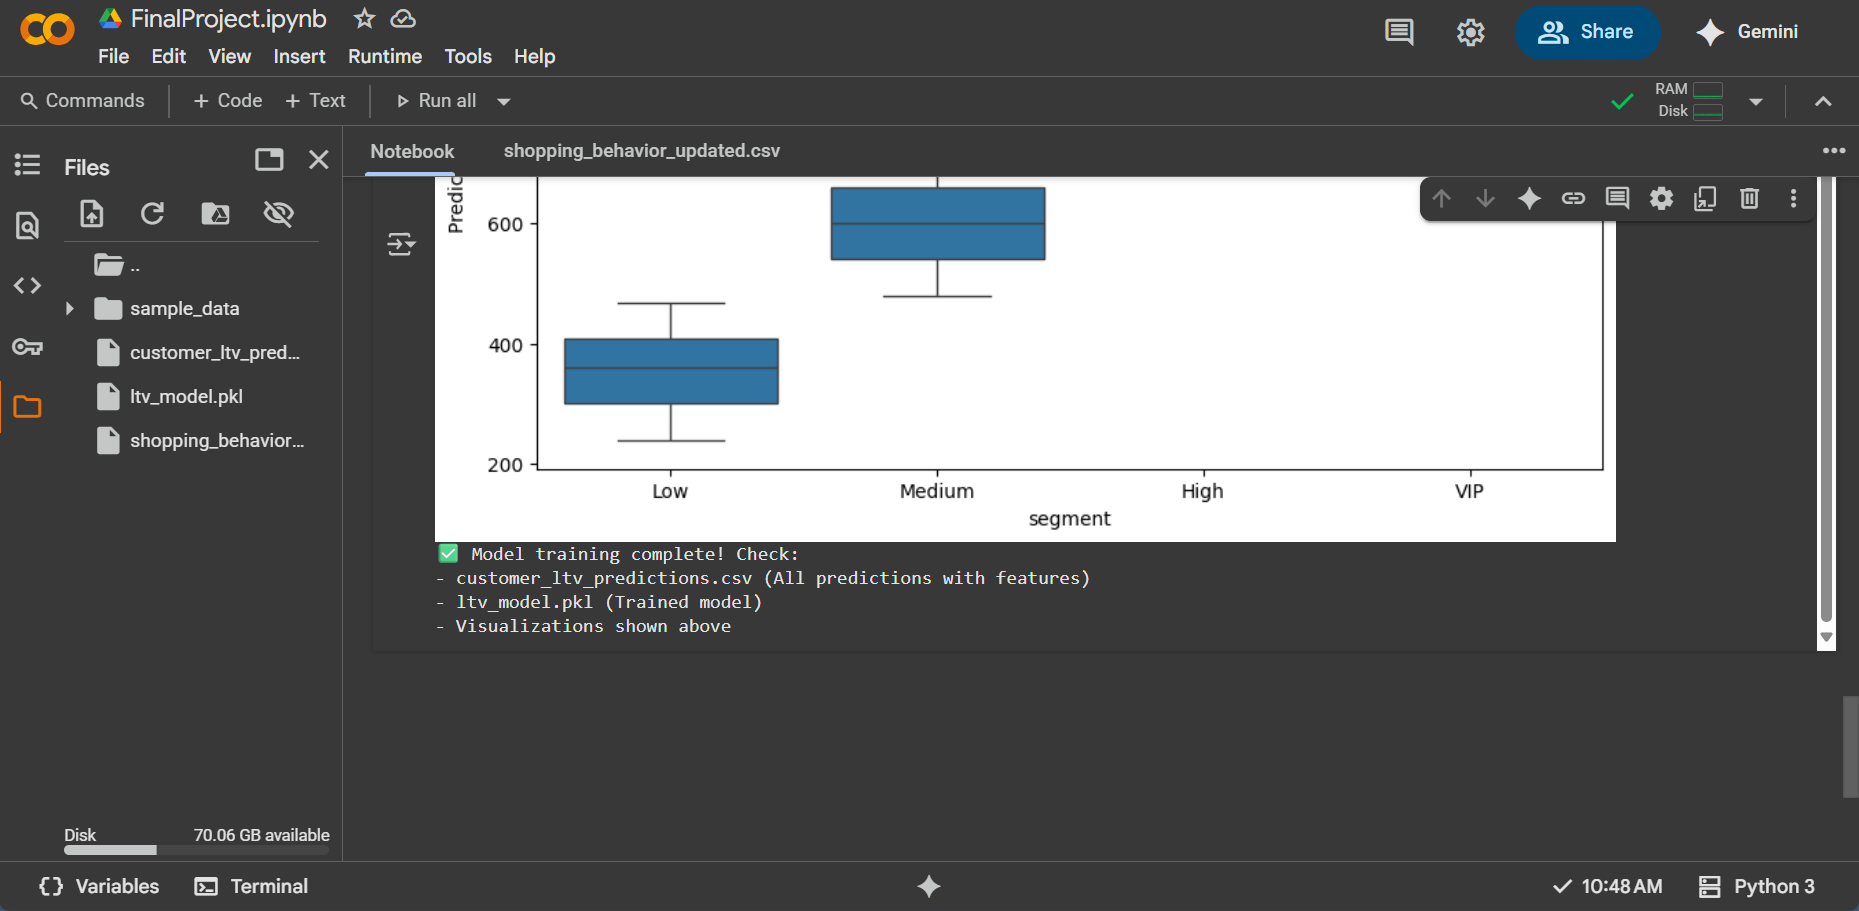 FinalProject.ipynb
File Edit View Insert Runtime Tools Help
Share
Gemini
Commands
+ Code + Text
Run all
RAM
Disk
Files
Notebook
shopping_behavior_updated.csv
..
sample_data
customer_ltv_pred...
ltv_model.pkl
shopping_behavior...
Predic
600
400
200
Low Medium High VIP
segment
✅ Model training complete! Check:
- customer_ltv_predictions.csv (All predictions with features)
- ltv_model.pkl (Trained model)
- Visualizations shown above
Disk 70.06 GB available
Variables Terminal
10:48 AM Python 3